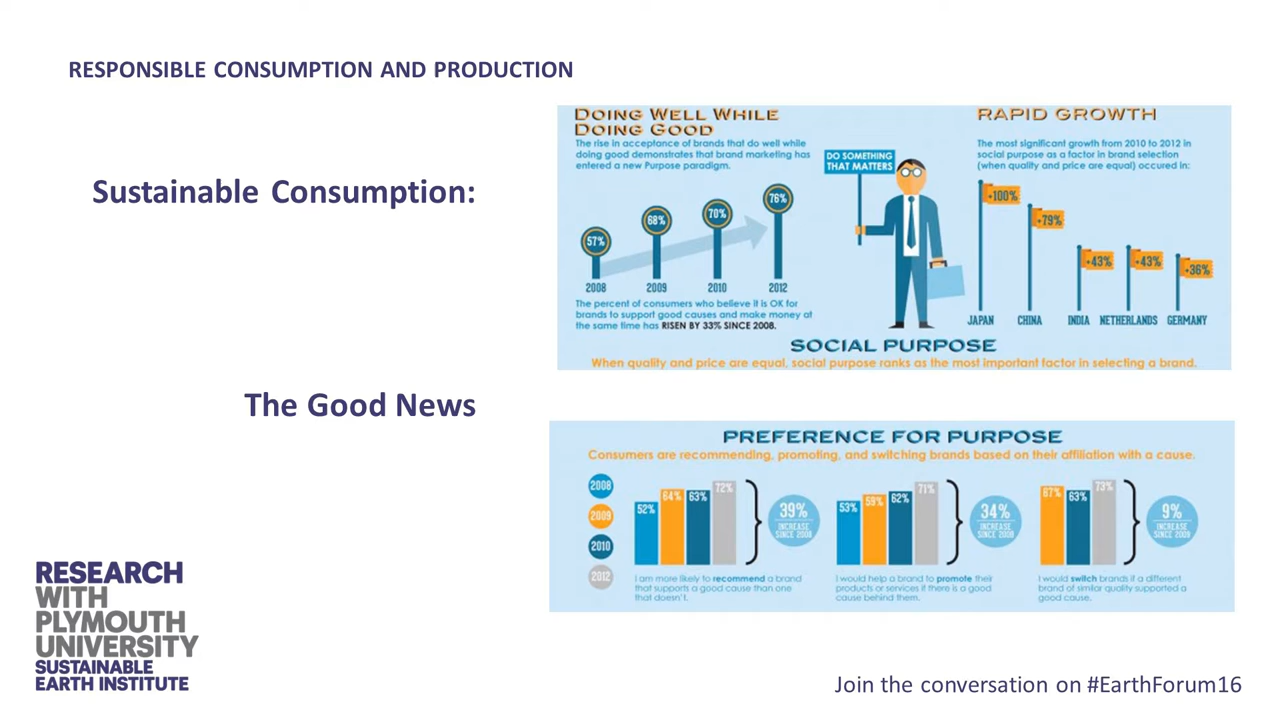 RESPONSIBLE CONSUMPTION AND PRODUCTION
Sustainable Consumption:
The Good News
DOING WELL WHILE
DOING GOOD
The rise in acceptance of brands that do well while
doing good demonstrates that brand marketing has
entered a new Purpose paradigm.
57%
68%
70%
76%
2008
2009
2010
2012
The percent of consumers who believe it is OK for
brands to support good causes and make money at
the same time has RISEN BY 33% SINCE 2008.
DO SOMETHING
THAT MATTERS
RAPID GROWTH
The most significant growth from 2010 to 2012 in
social purpose as a factor in brand selection
(when quality and price are equal) occured in:
+100%
+79%
+43%
+43%
+36%
JAPAN
CHINA
INDIA
NETHERLANDS
GERMANY
SOCIAL PURPOSE
When quality and price are equal, social purpose ranks as the most important factor in selecting a brand.
PREFERENCE FOR PURPOSE
Consumers are recommending, promoting, and switching brands based on their affiliation with a cause.
2008
2009
2010
2012
52%
64%
63%
72%
39%
INCREASE
SINCE 2008
I am more likely to recommend a brand
that supports a good cause than one
that doesn't.
53%
59%
62%
71%
34%
INCREASE
SINCE 2008
I would help a brand to promote their
products or services if there is a good
cause behind them.
67%
63%
73%
9%
INCREASE
SINCE 2009
I would switch brands if a different
brand of similar quality supported a
good cause.
RESEARCH
WITH
PLYMOUTH
UNIVERSITY
SUSTAINABLE
EARTH INSTITUTE
Join the conversation on #EarthForum16